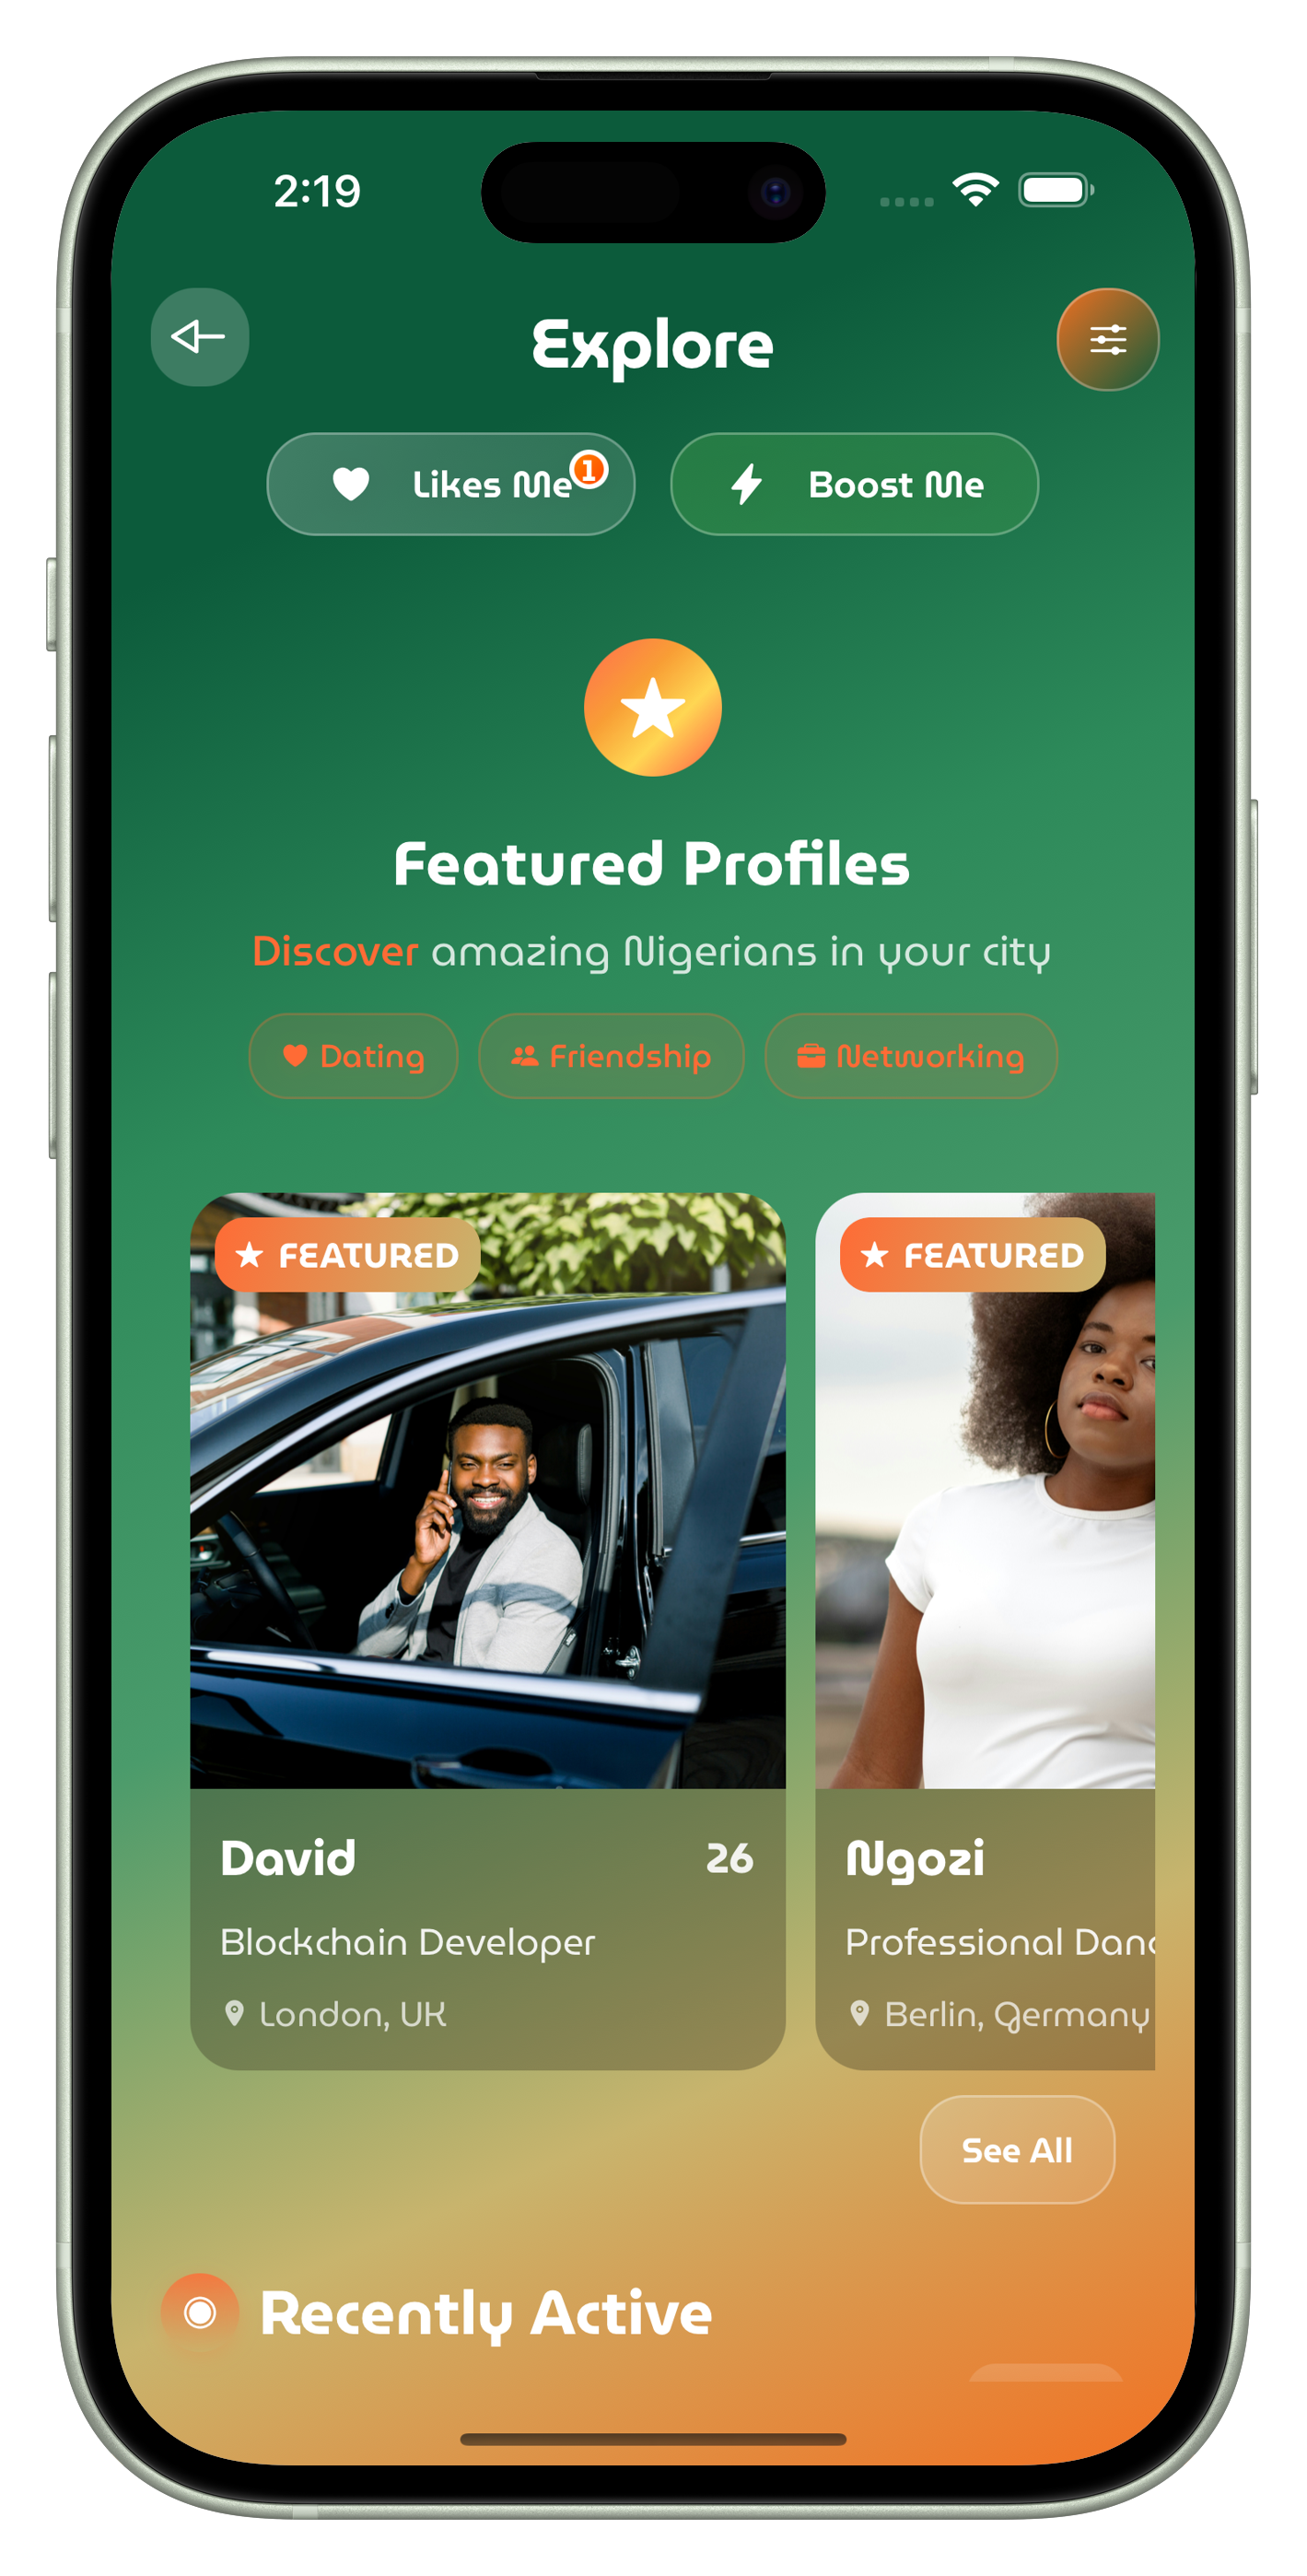 2:19
Explore
Likes Me 1
Boost Me
Featured Profiles
Discover amazing Nigerians in your city
Dating
Friendship
Networking
FEATURED
FEATURED
David 26
Blockchain Developer
London, UK
Ngozi
Professional
Berlin, Germany
See All
Recently Active